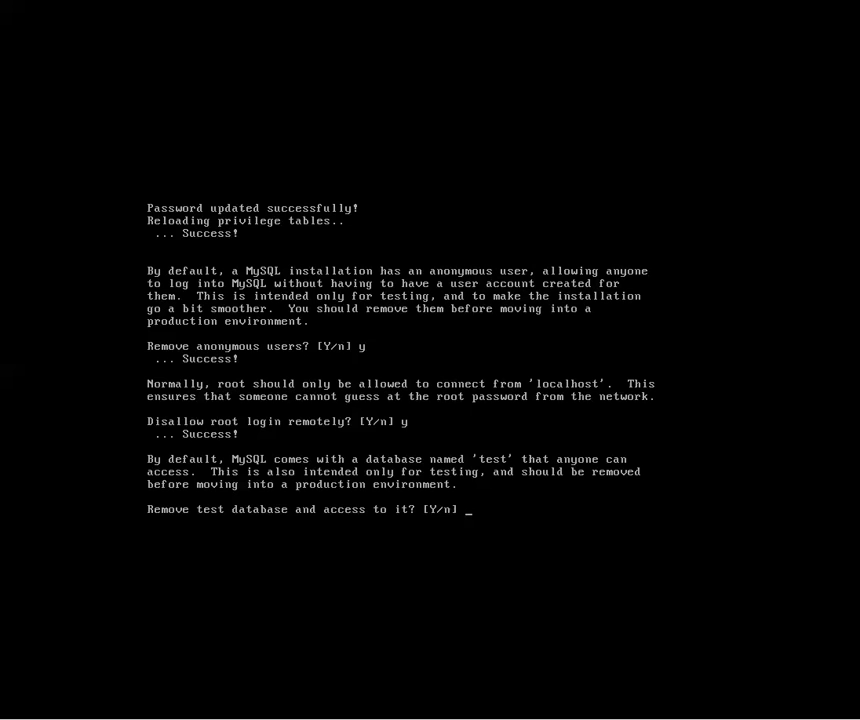 Password updated successfully!
Reloading privilege tables..
 ... Success!
By default, a MySQL installation has an anonymous user, allowing anyone
to log into MySQL without having to have a user account created for
them.  This is intended only for testing, and to make the installation
go a bit smoother.  You should remove them before moving into a
production environment.
Remove anonymous users? [Y/n] y
 ... Success!
Normally, root should only be allowed to connect from 'localhost'.  This
ensures that someone cannot guess at the root password from the network.
Disallow root login remotely? [Y/n] y
 ... Success!
By default, MySQL comes with a database named 'test' that anyone can
access.  This is also intended only for testing, and should be removed
before moving into a production environment.
Remove test database and access to it? [Y/n] _